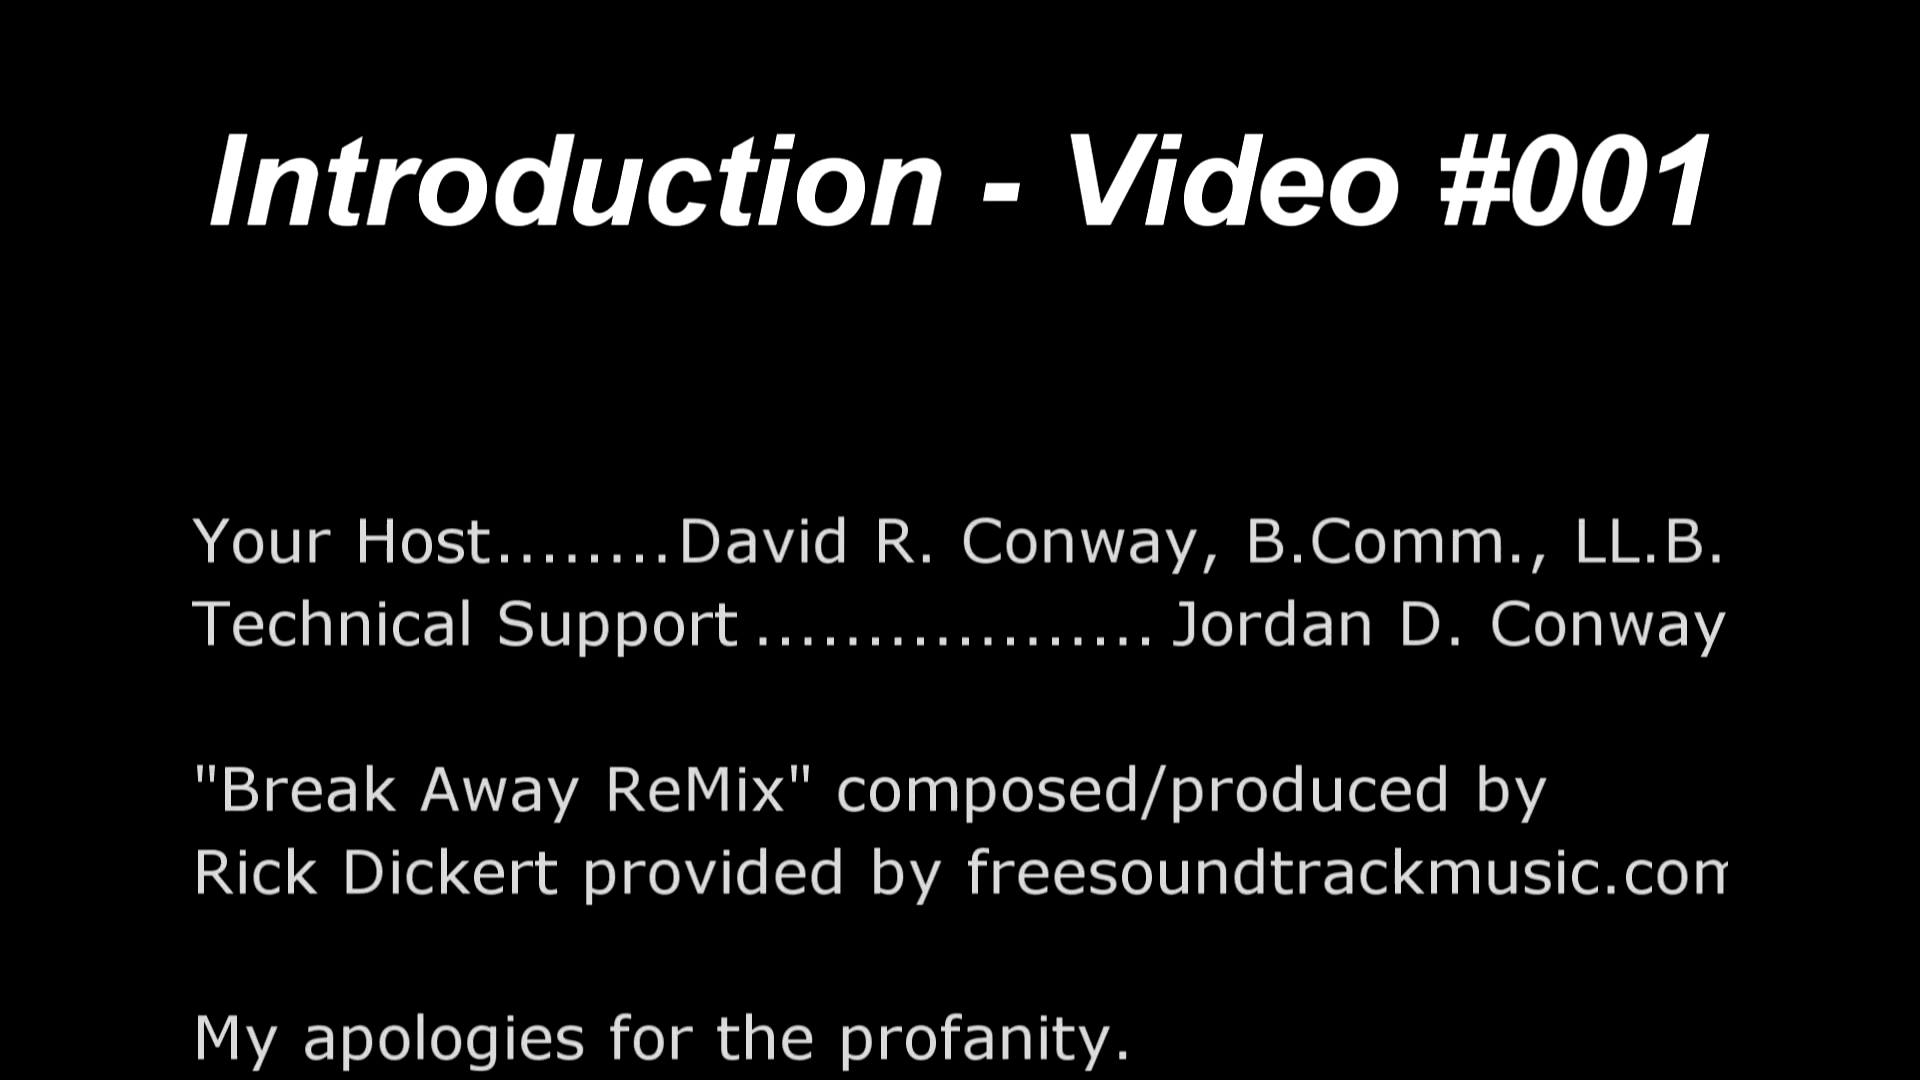 Introduction - Video #001
Your Host........David R. Conway, B.Comm., LL.B.
Technical Support .................. Jordan D. Conway
"Break Away ReMix" composed/produced by
Rick Dickert provided by freesoundtrackmusic.com
My apologies for the profanity.